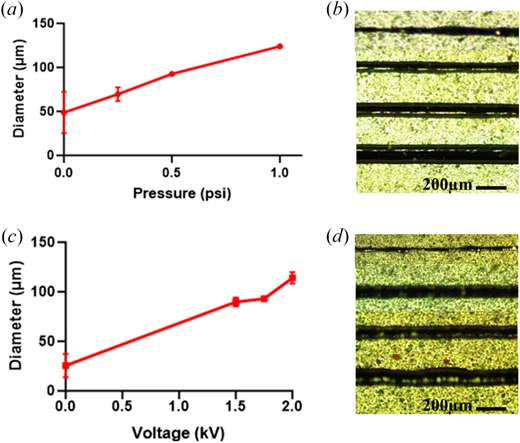 (a)
150
100
50
0
Diameter (µm)
0.0 0.5 1.0
Pressure (psi)
(b)
200µm
(c)
150
100
50
0
Diameter (µm)
0.0 0.5 1.0 1.5 2.0
Voltage (kV)
(d)
200µm